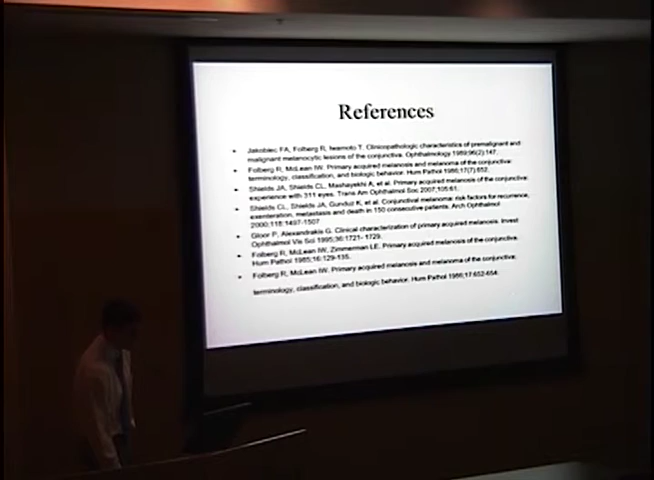 References
• Jakobiec FA, Folberg R, Iwamoto T. Clinicopathologic characteristics of premalignant and
malignant melanocytic lesions of the conjunctiva. Ophthalmology 1989;96(2):147.
• Folberg R, McLean IW. Primary acquired melanosis and melanoma of the conjunctiva:
terminology, classification, and biologic behavior. Hum Pathol 1986;17(7):652.
• Shields JA, Shields CL, Mashayekhi A, et al. Primary acquired melanosis of the conjunctiva:
experience with 311 eyes. Trans Am Ophthalmol Soc 2007;105:61.
• Shields CL, Shields JA, Gunduz K, et al. Conjunctival melanoma: risk factors for recurrence,
exenteration, metastasis and death in 150 consecutive patients. Arch Ophthalmol
2000;118:1497-1507
• Gloor P, Alexandrakis G. Clinical characterization of primary acquired melanosis. Invest
Ophthalmol Vis Sci 1995;36:1721- 1729.
• Folberg R, McLean IW, Zimmerman LE. Primary acquired melanosis of the conjunctiva.
Hum Pathol 1985;16:129-135.
• Folberg R, McLean IW. Primary acquired melanosis and melanoma of the conjunctiva;
terminology, classification, and biologic behavior. Hum Pathol 1986;17:652-654.